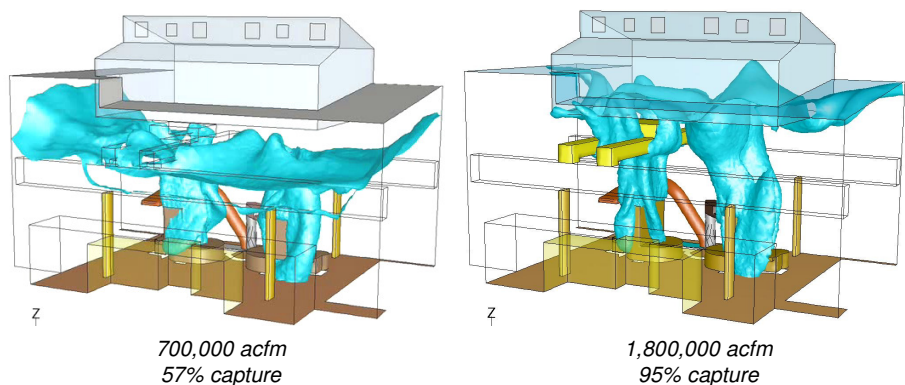 Z
700,000 acfm
57% capture
Z
1,800,000 acfm
95% capture